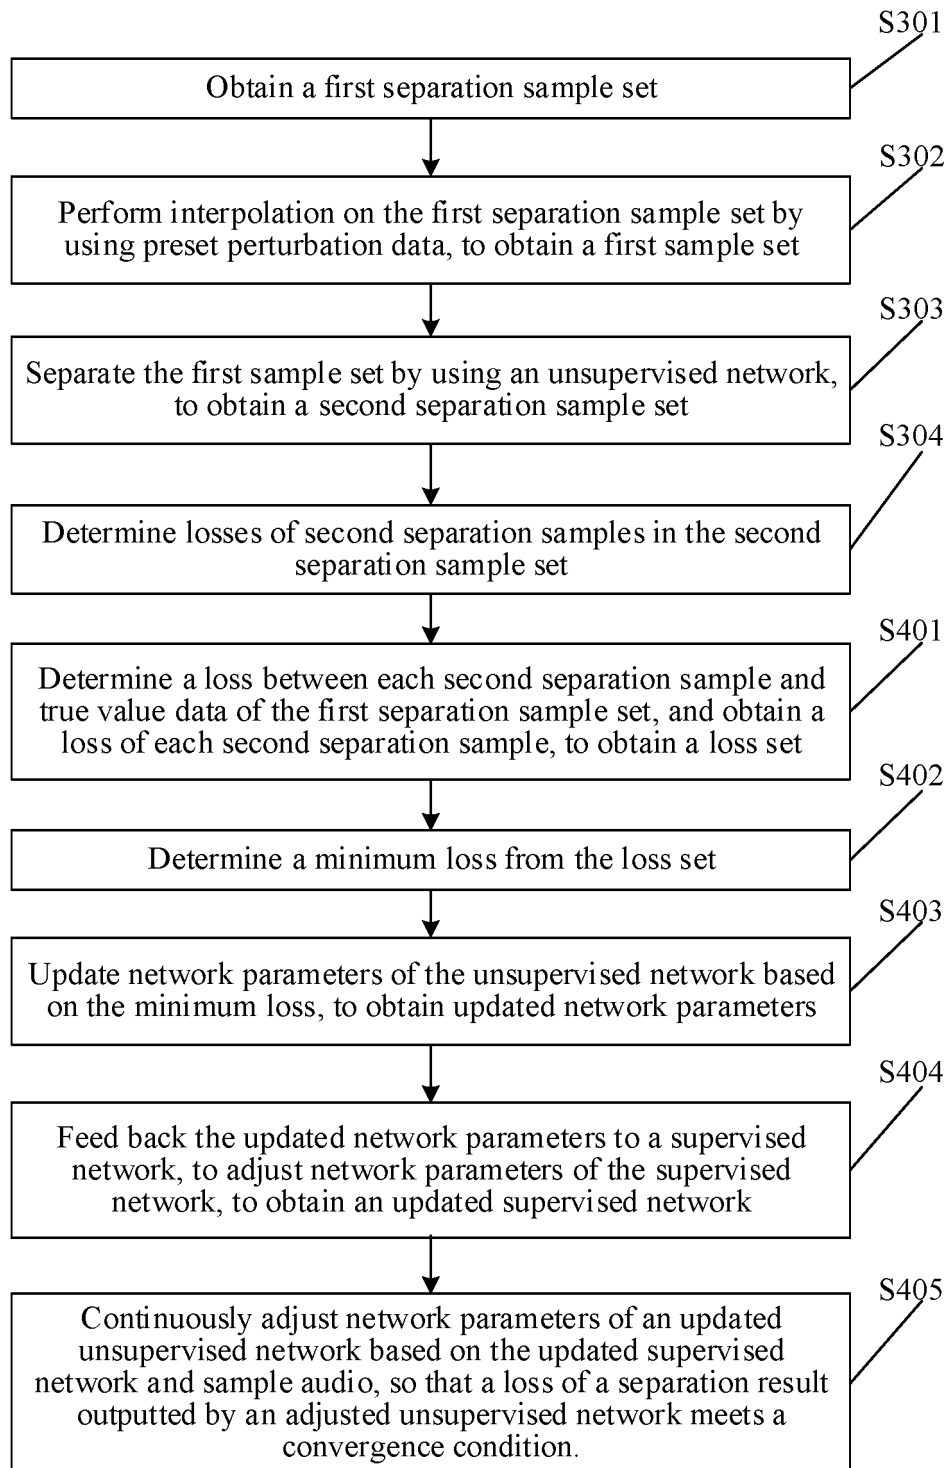 S301
Obtain a first separation sample set
S302
Perform interpolation on the first separation sample set by
using preset perturbation data, to obtain a first sample set
S303
Separate the first sample set by using an unsupervised network,
to obtain a second separation sample set
S304
Determine losses of second separation samples in the second
separation sample set
S401
Determine a loss between each second separation sample and
true value data of the first separation sample set, and obtain a
loss of each second separation sample, to obtain a loss set
S402
Determine a minimum loss from the loss set
S403
Update network parameters of the unsupervised network based
on the minimum loss, to obtain updated network parameters
S404
Feed back the updated network parameters to a supervised
network, to adjust network parameters of the supervised
network, to obtain an updated supervised network
S405
Continuously adjust network parameters of an updated
unsupervised network based on the updated supervised
network and sample audio, so that a loss of a separation result
outputted by an adjusted unsupervised network meets a
convergence condition.